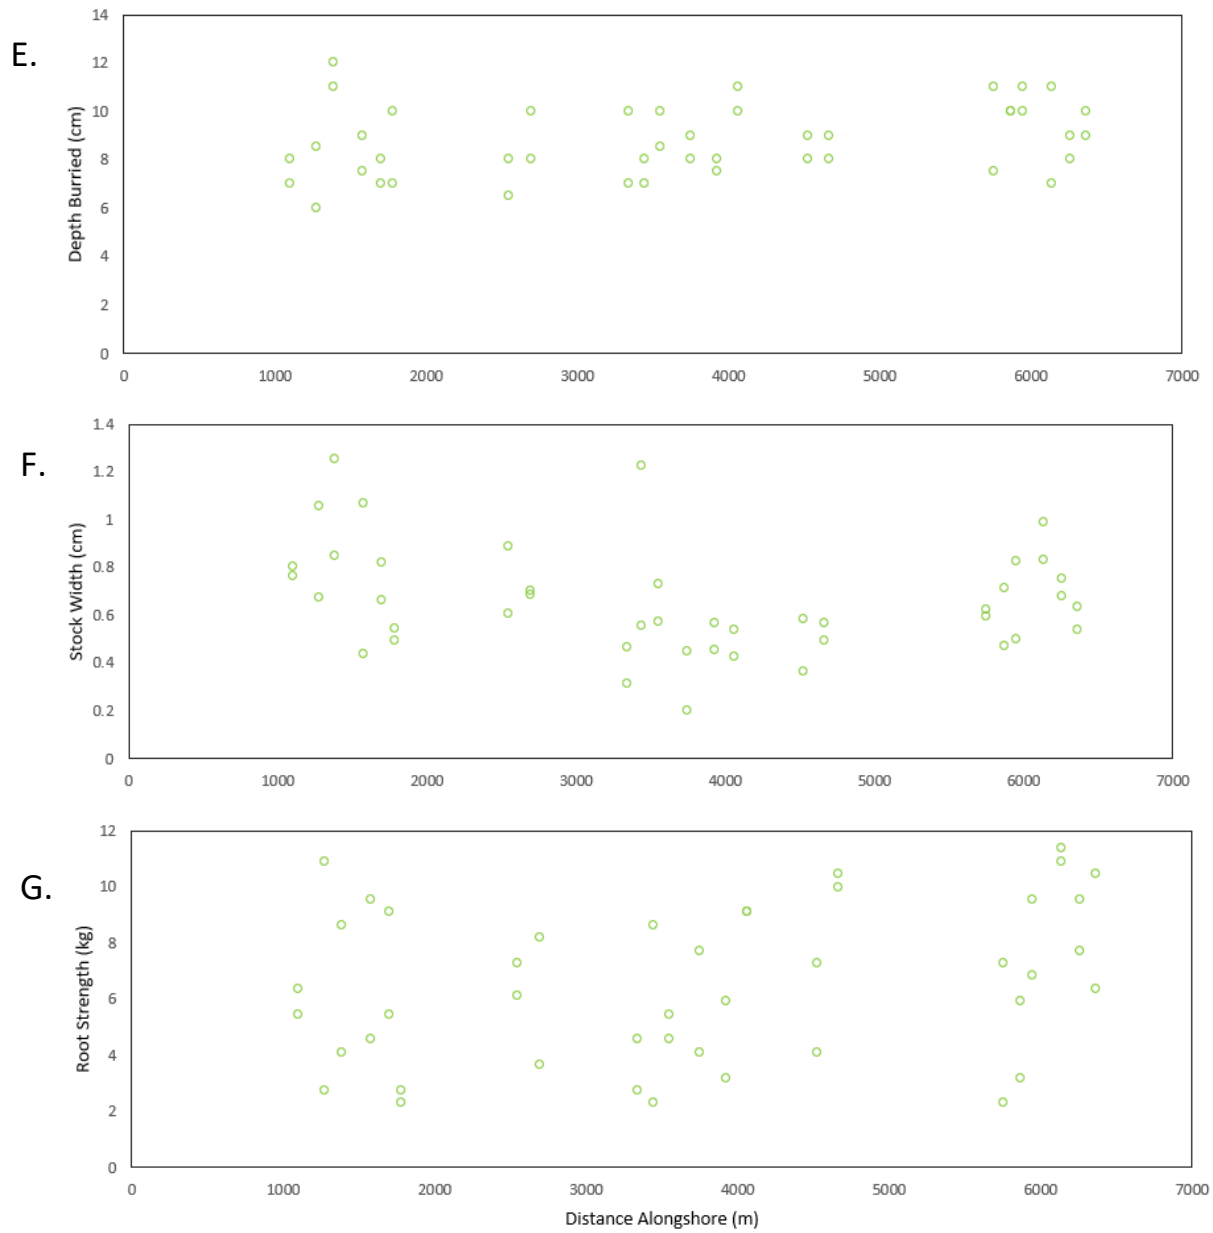 E.
Depth Burried (cm)
14
12
10
8
6
4
2
0
0 1000 2000 3000 4000 5000 6000 7000
F.
Stock Width (cm)
1.4
1.2
1
0.8
0.6
0.4
0.2
0
0 1000 2000 3000 4000 5000 6000 7000
G.
Root Strength (kg)
12
10
8
6
4
2
0
0 1000 2000 3000 4000 5000 6000 7000
Distance Alongshore (m)